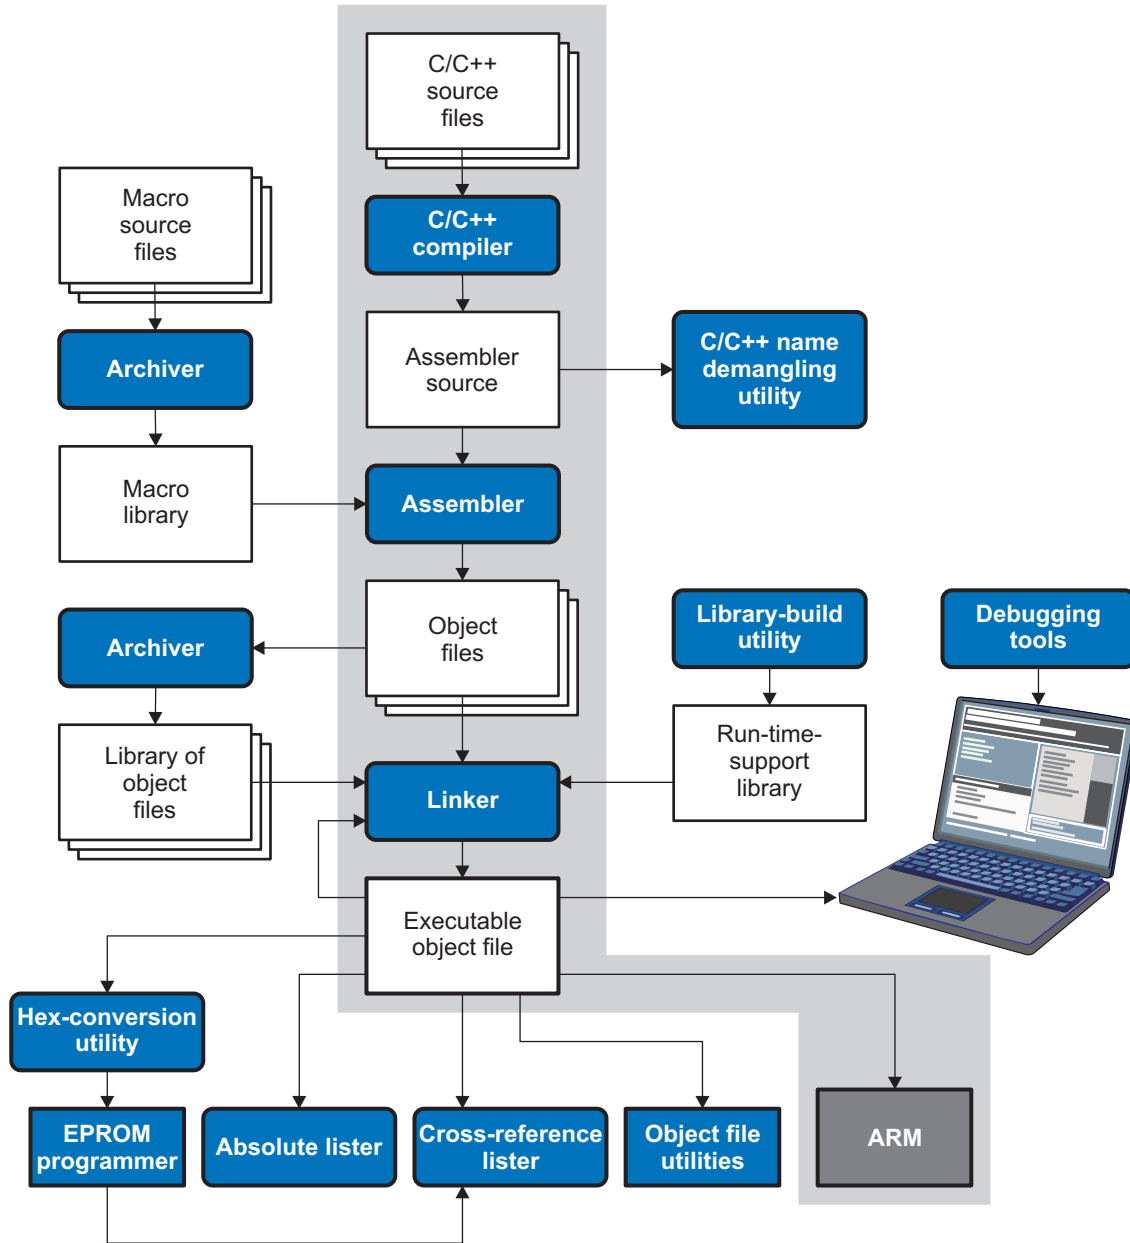 C/C++
source
files
Macro
source
files
C/C++
compiler
Archiver
Assembler
source
C/C++ name
demangling
utility
Macro
library
Assembler
Archiver
Object
files
Library-build
utility
Debugging
tools
Library of
object
files
Linker
Run-time-
support
library
Executable
object file
Hex-conversion
utility
EPROM
programmer
Absolute lister
Cross-reference
lister
Object file
utilities
ARM